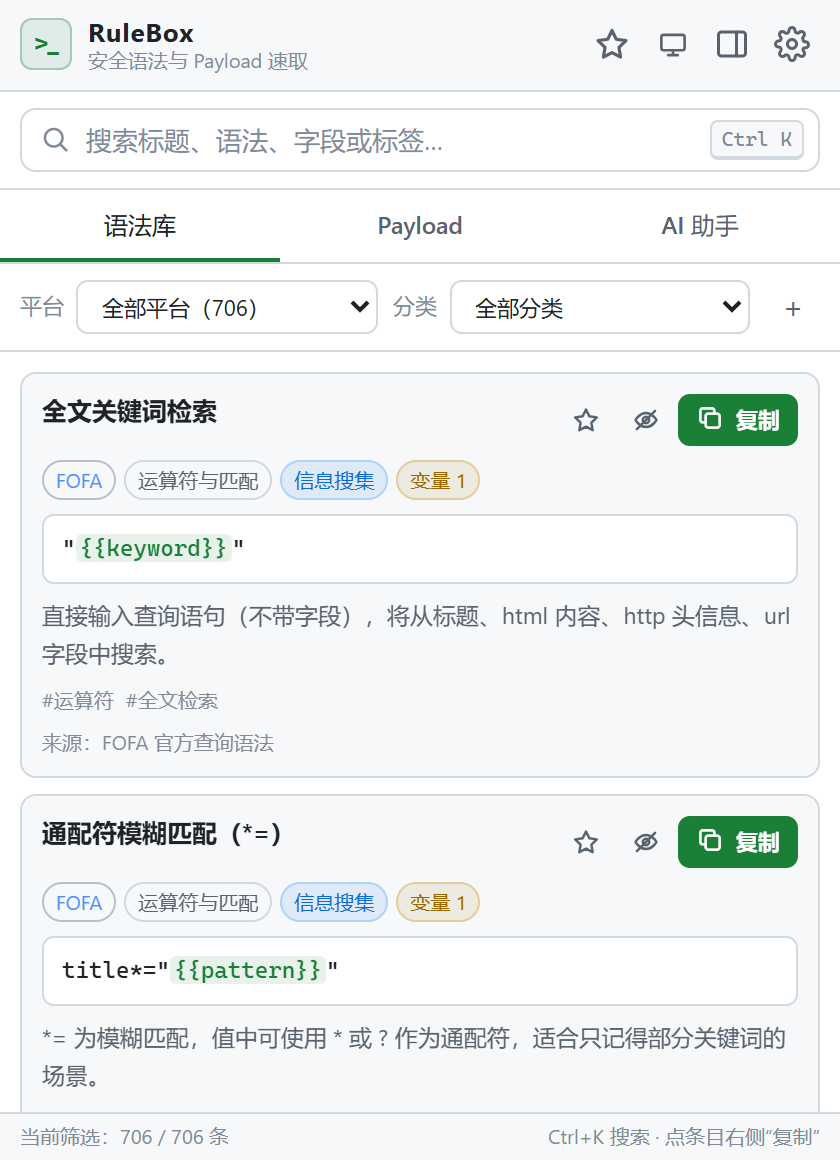 >_
RuleBox
安全语法与 Payload 速取
搜索标题、语法、字段或标签...
Ctrl K
语法库
Payload
AI 助手
平台
全部平台（706）
分类
全部分类
+
全文关键词检索
复制
FOFA
运算符与匹配
信息搜集
变量 1
"{{keyword}}"
直接输入查询语句（不带字段），将从标题、html 内容、http 头信息、url
字段中搜索。
#运算符 #全文检索
来源：FOFA 官方查询语法
通配符模糊匹配（*=）
复制
FOFA
运算符与匹配
信息搜集
变量 1
title*="{{pattern}}"
*= 为模糊匹配，值中可使用 * 或 ? 作为通配符，适合只记得部分关键词的
场景。
当前筛选：706 / 706 条
Ctrl+K 搜索 · 点条目右侧“复制”